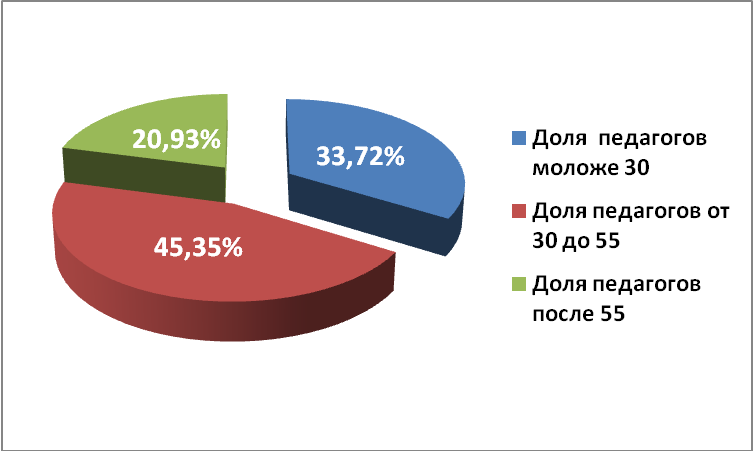 20,93%
33,72%
45,35%
Доля педагогов
моложе 30
Доля педагогов от
30 до 55
Доля педагогов
после 55